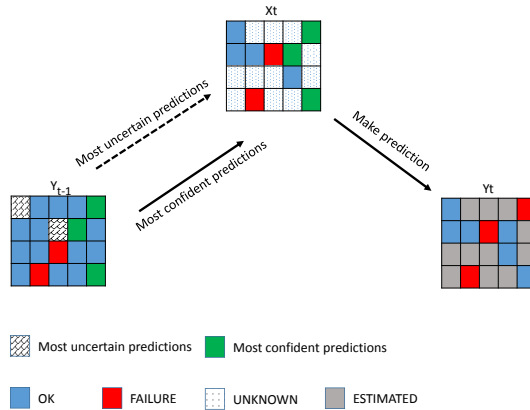 Xt
Most uncertain predictions
Most confident predictions
Make prediction
Y t-1
Yt
Most uncertain predictions
Most confident predictions
OK
FAILURE
UNKNOWN
ESTIMATED